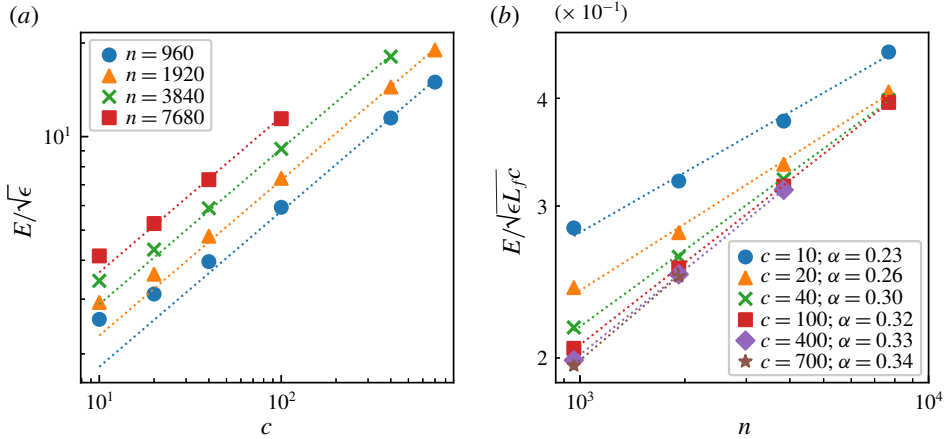 (a)
n = 960
n = 1920
n = 3840
n = 7680
10¹
E/√ϵ
10¹ 10²
c
(b) (× 10⁻¹)
4
3
2
E/√ϵL_f c
c = 10; α = 0.23
c = 20; α = 0.26
c = 40; α = 0.30
c = 100; α = 0.32
c = 400; α = 0.33
c = 700; α = 0.34
10³ 10⁴
n